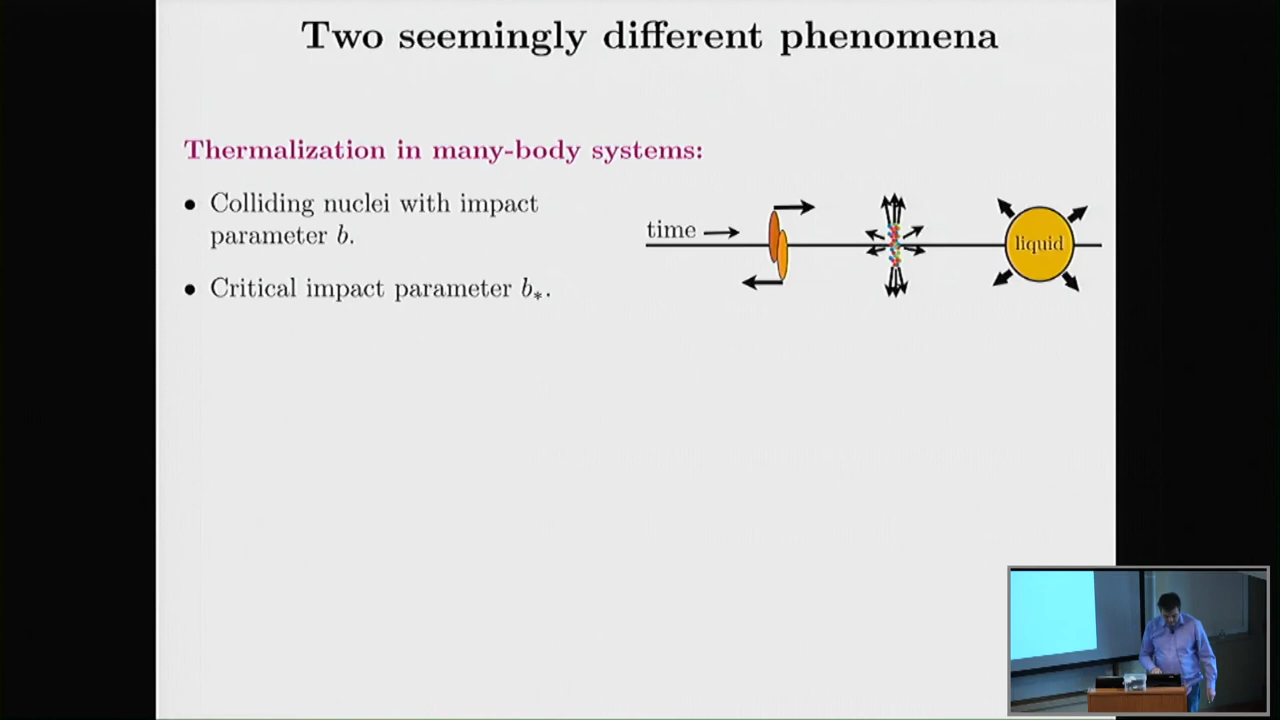 Two seemingly different phenomena
Thermalization in many-body systems:
• Colliding nuclei with impact
parameter b.
• Critical impact parameter b∗.
time
liquid